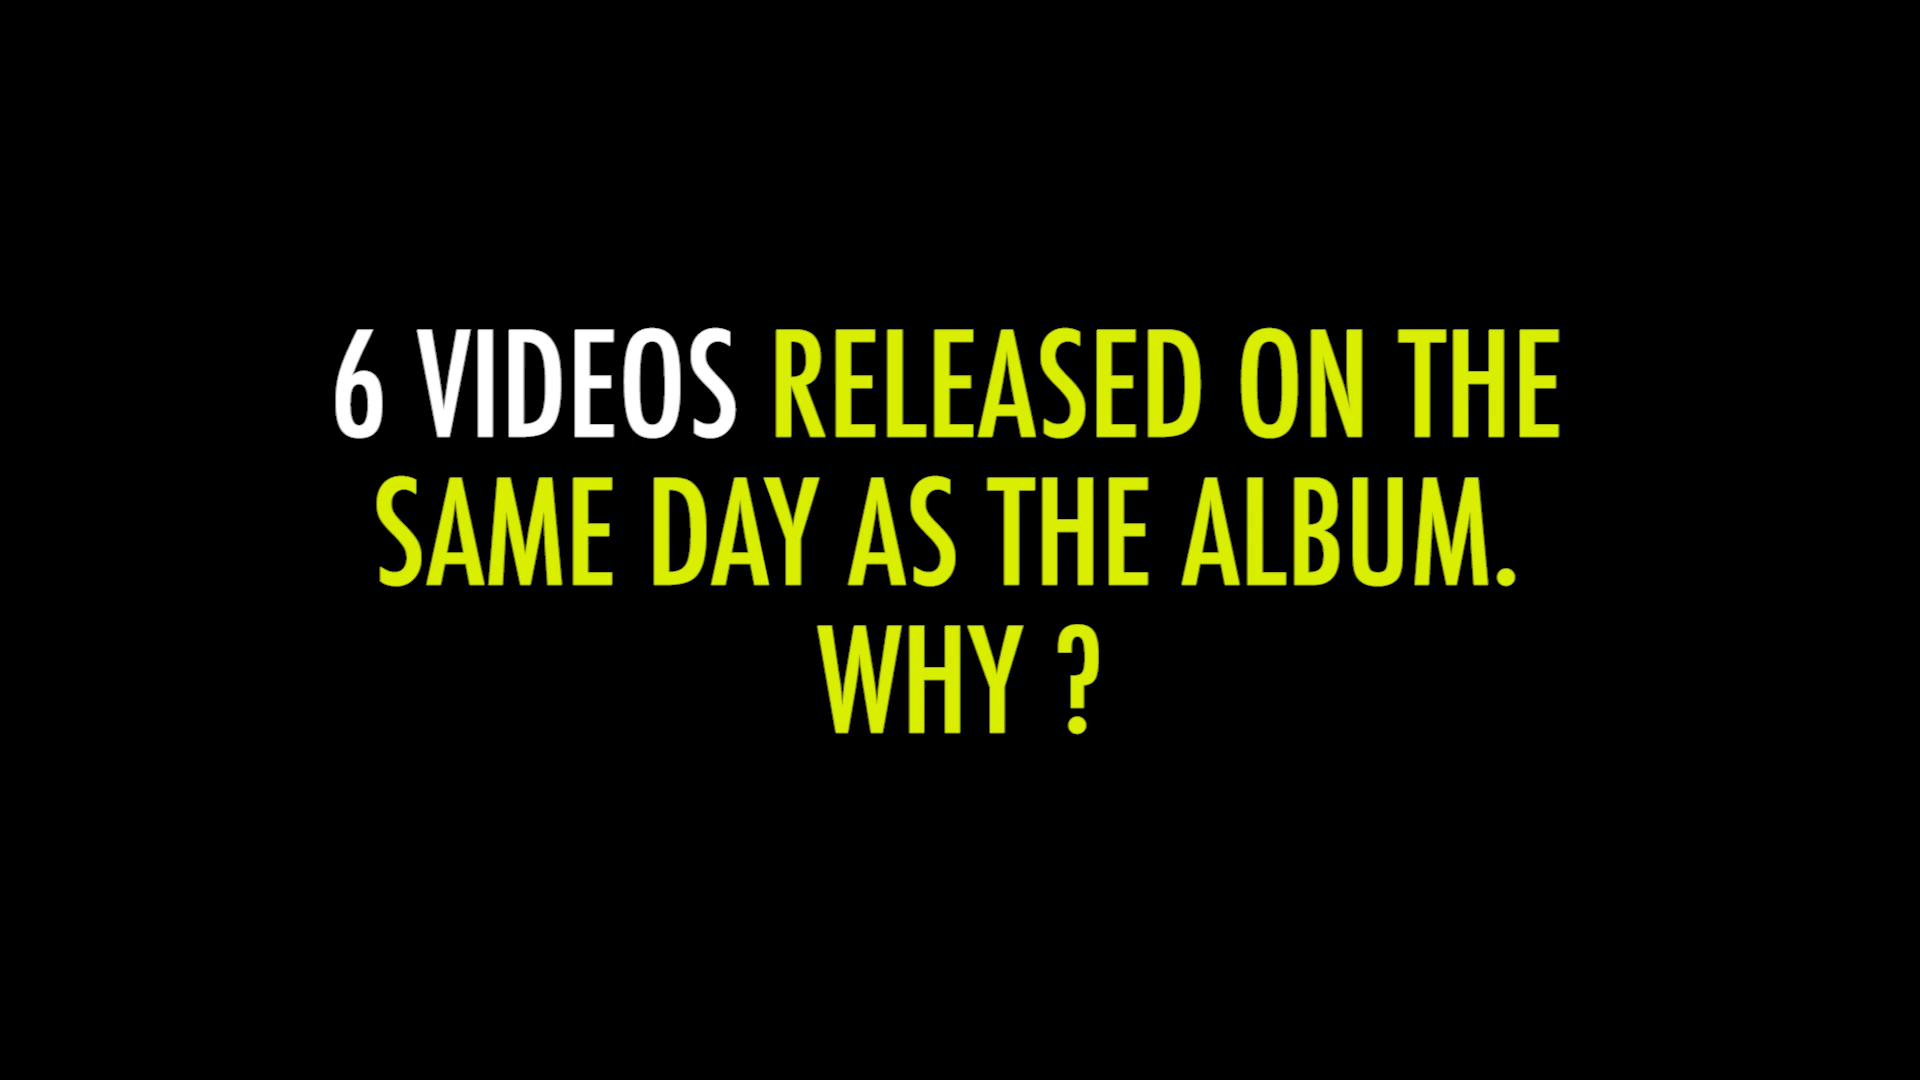 6 VIDEOS RELEASED ON THE
SAME DAY AS THE ALBUM.
WHY ?